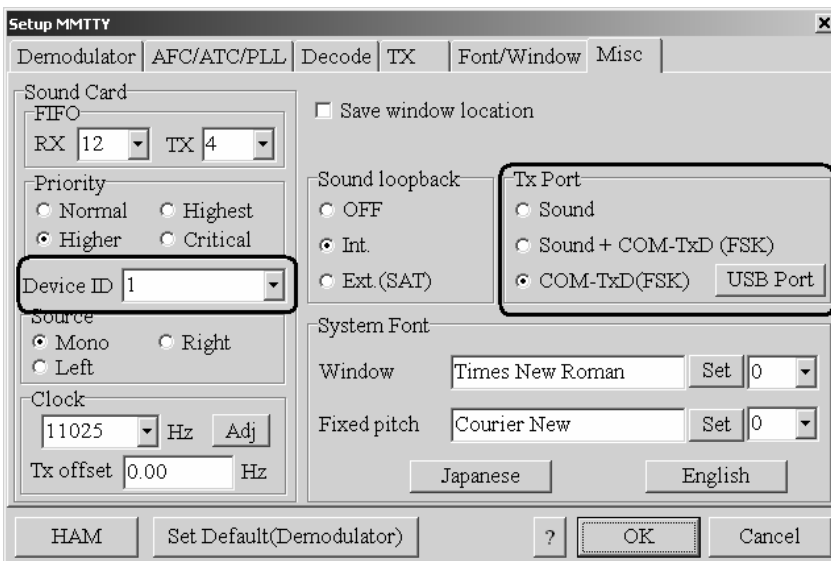 Setup MMTTY
Demodulator AFC/ATC/PLL Decode TX Font/Window Misc
Sound Card
FIFO
RX 12 TX 4
Save window location
Priority
Normal Highest
Higher Critical
Device ID 1
Source
Mono Right
Left
Clock
11025 Hz Adj
Tx offset 0.00 Hz
Sound loopback
OFF
Int.
Ext.(SAT)
Tx Port
Sound
Sound + COM-TxD (FSK)
COM-TxD(FSK) USB Port
System Font
Window Times New Roman Set 0
Fixed pitch Courier New Set 0
Japanese English
HAM Set Default(Demodulator) ? OK Cancel